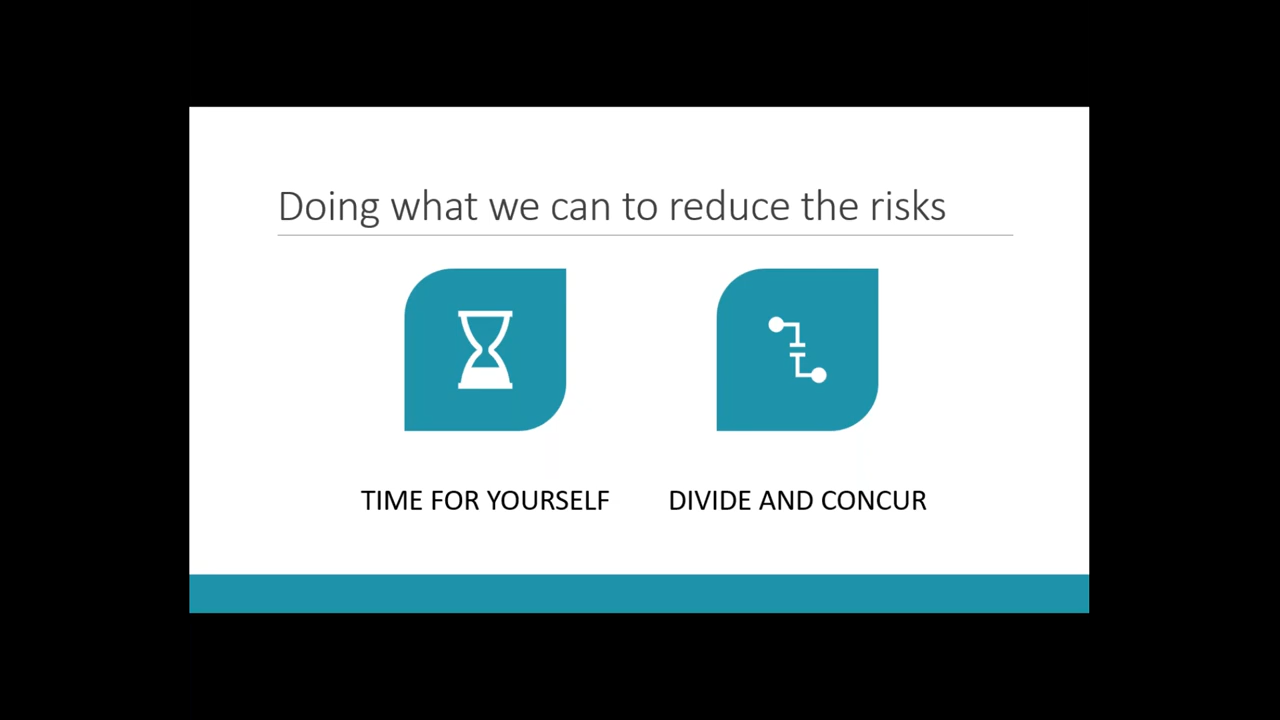 Doing what we can to reduce the risks
TIME FOR YOURSELF
DIVIDE AND CONCUR